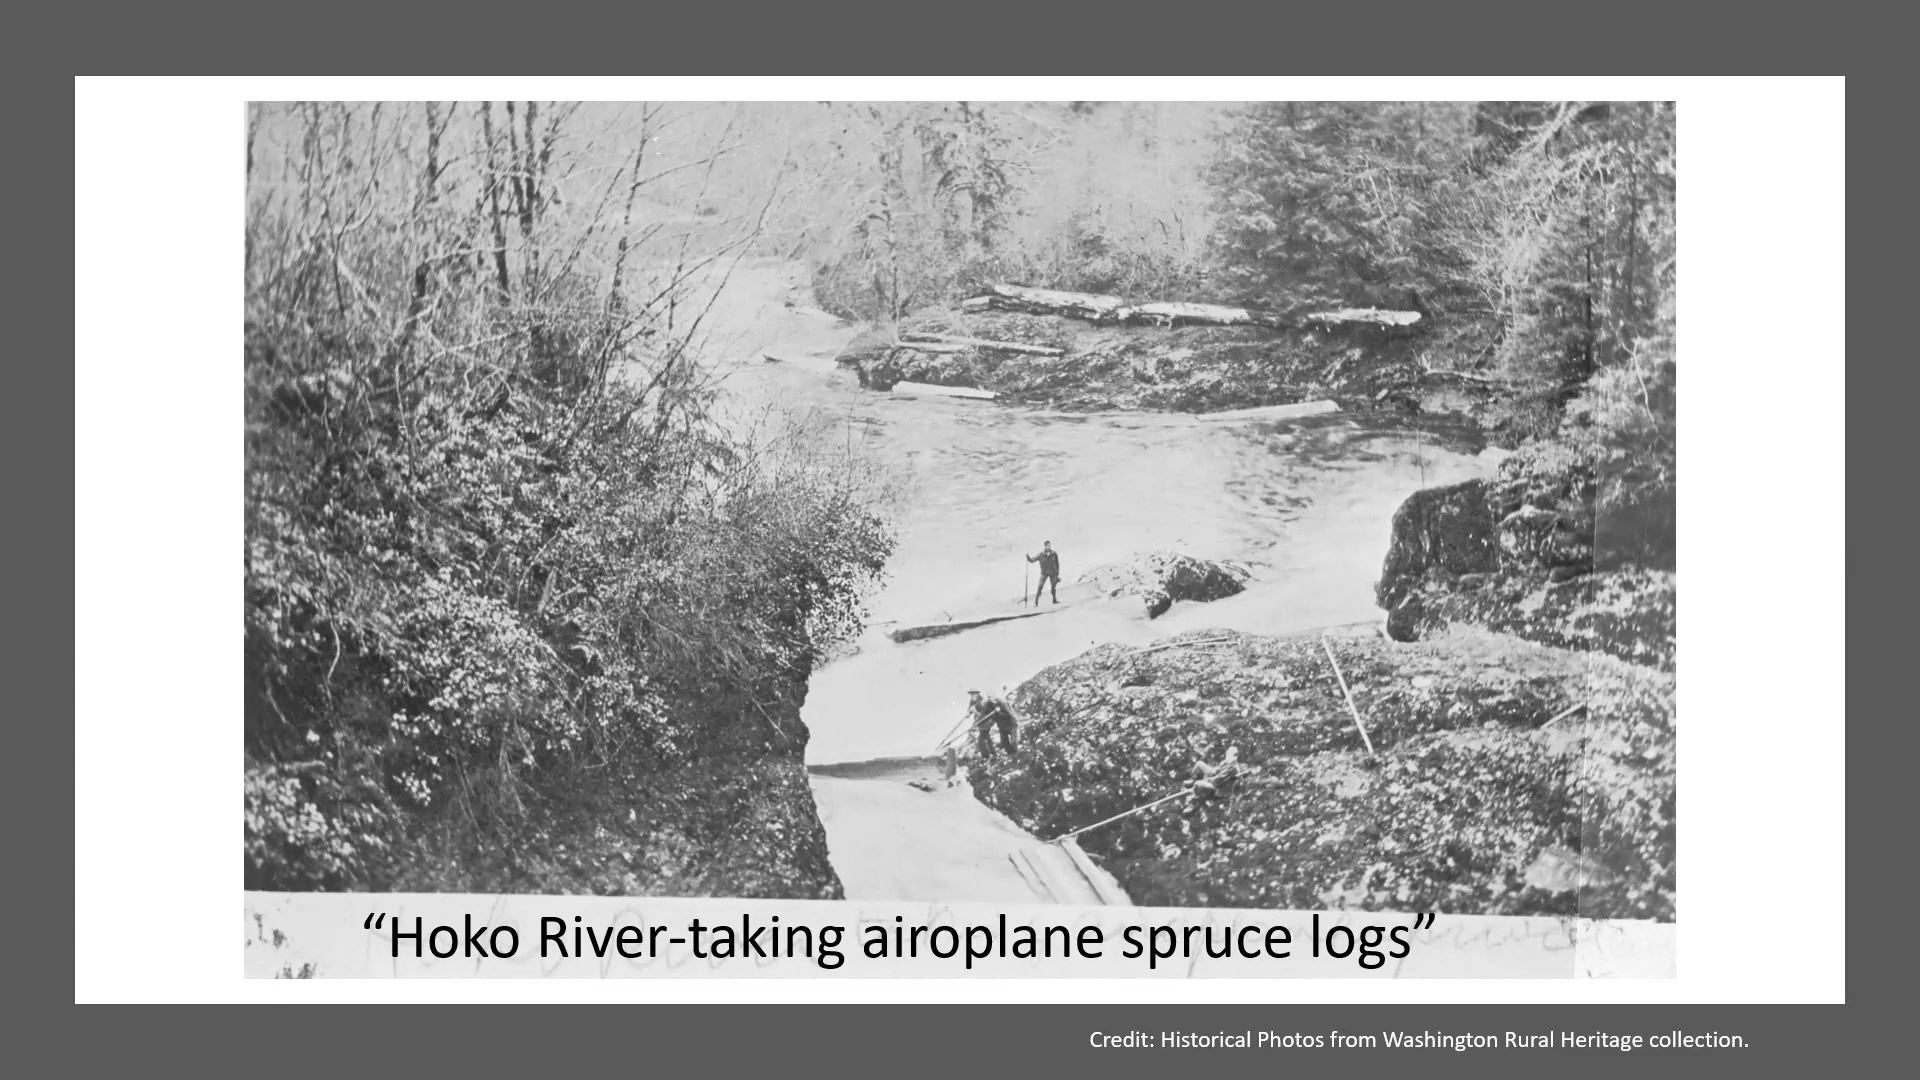 “Hoko River-taking airoplane spruce logs”
Credit: Historical Photos from Washington Rural Heritage collection.